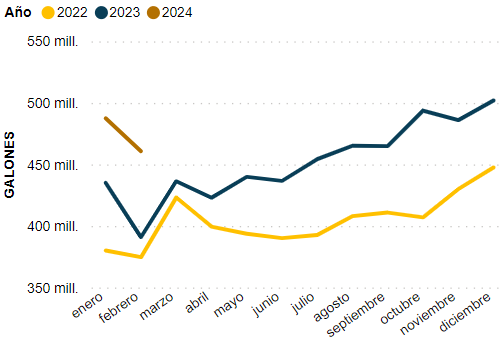 Año 2022 2023 2024
550 mill.
500 mill.
450 mill.
400 mill.
350 mill.
GALONES
enero febrero marzo abril mayo junio julio agosto septiembre octubre noviembre diciembre